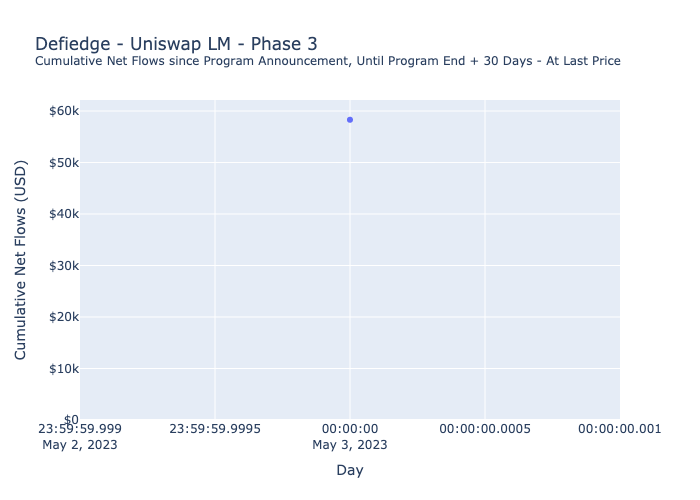 Defiedge - Uniswap LM - Phase 3
Cumulative Net Flows since Program Announcement, Until Program End + 30 Days - At Last Price
Cumulative Net Flows (USD)
$60k
$50k
$40k
$30k
$20k
$10k
$0
23:59:59.999
May 2, 2023
23:59:59.9995
00:00:00
May 3, 2023
00:00:00.0005
00:00:00.001
Day